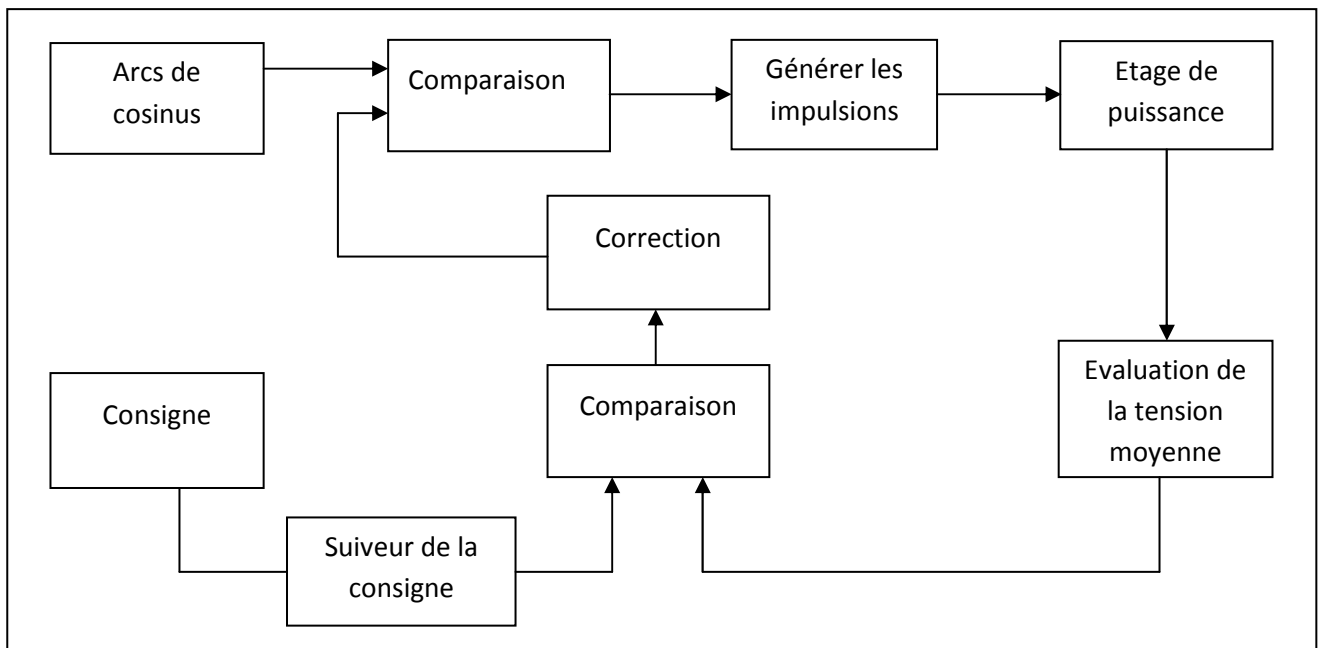 Arcs de
cosinus
Comparaison
Générer les
impulsions
Etage de
puissance
Correction
Consigne
Comparaison
Evaluation de
la tension
moyenne
Suiveur de la
consigne